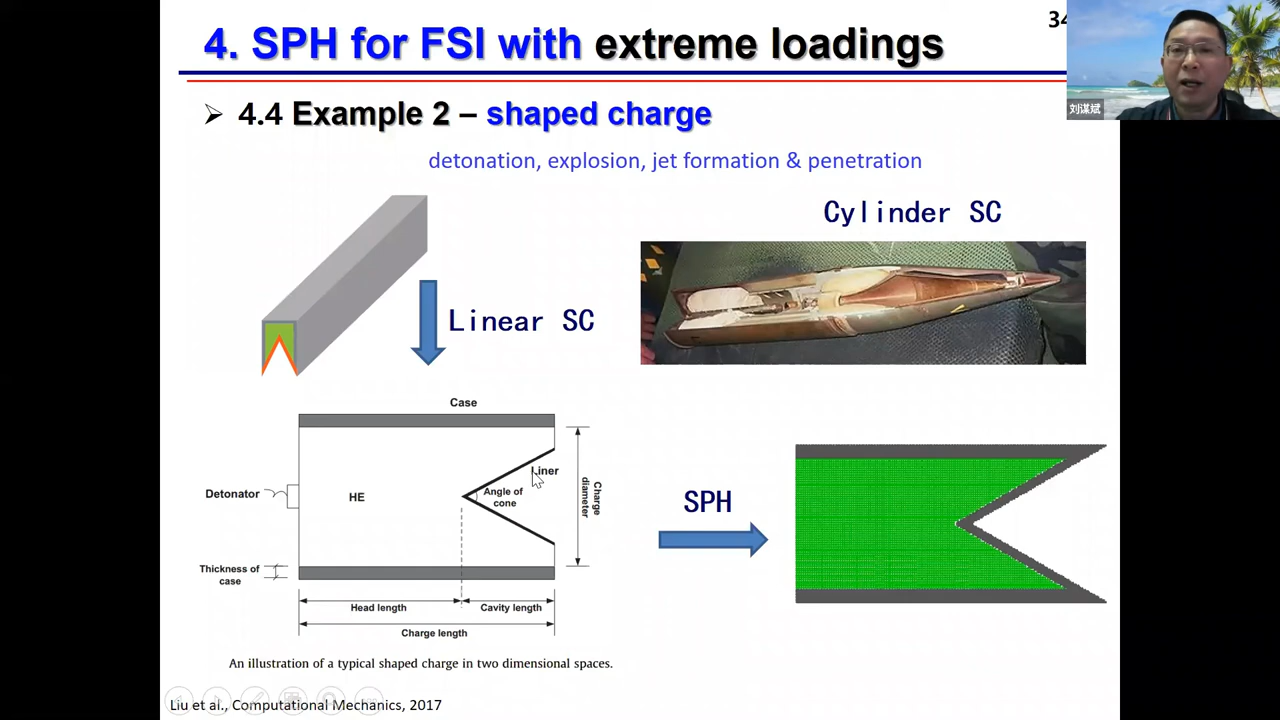 34
4. SPH for FSI with extreme loadings
刘谋斌
➢ 4.4 Example 2 – shaped charge
detonation, explosion, jet formation & penetration
Cylinder SC
Linear SC
Case
Liner
Detonator
HE
Angle of
cone
Charge
diameter
SPH
Thickness of
case
Head length
Cavity length
Charge length
An illustration of a typical shaped charge in two dimensional spaces.
Liu et al., Computational Mechanics, 2017